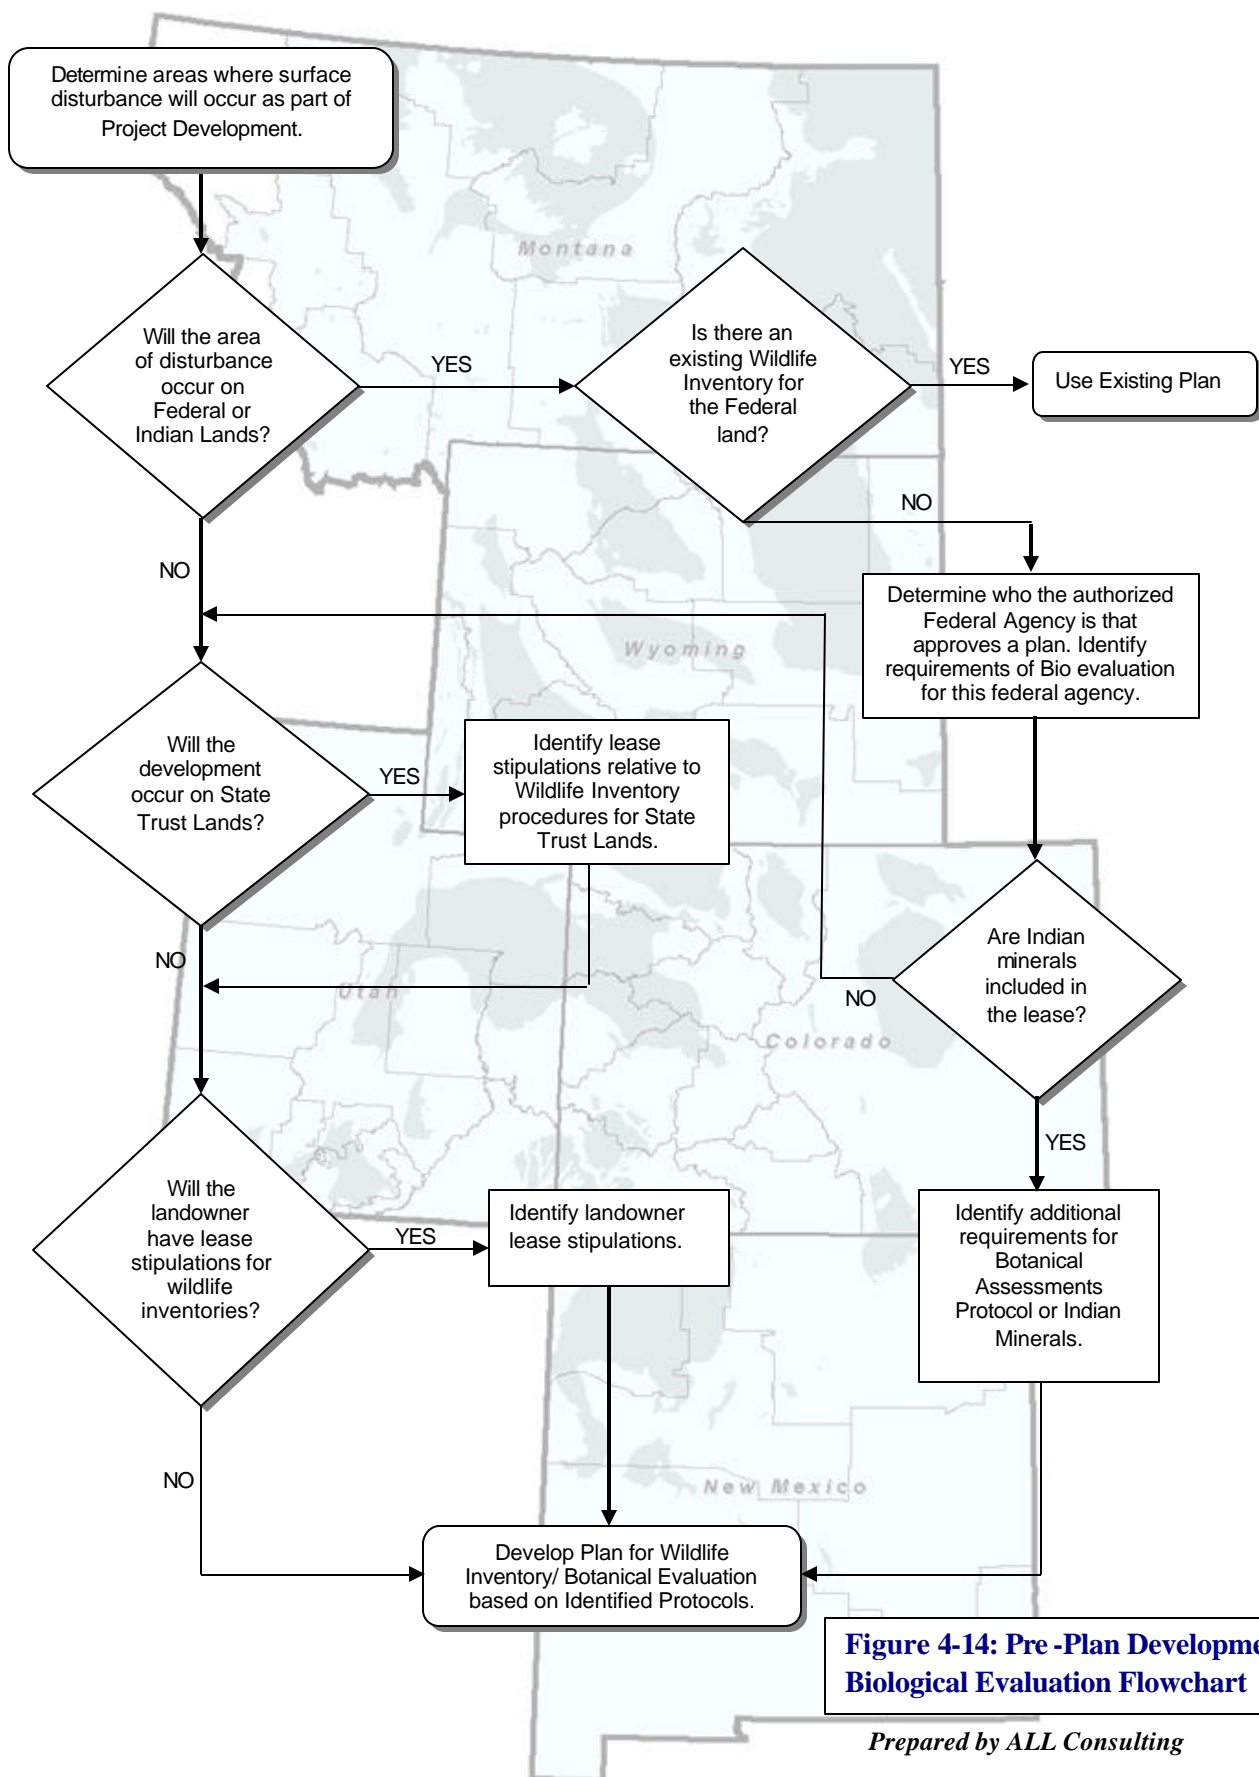 Determine areas where surface
disturbance will occur as part of
Project Development.
Montana
Will the area
of disturbance
occur on
Federal or
Indian Lands?
YES
Is there an
existing Wildlife
Inventory for
the Federal
land?
YES
Use Existing Plan
NO
NO
Determine who the authorized
Federal Agency is that
approves a plan. Identify
requirements of Bio evaluation
for this federal agency.
Wyoming
Will the
development
occur on State
Trust Lands?
YES
Identify lease
stipulations relative to
Wildlife Inventory
procedures for State
Trust Lands.
NO
Utah
Are Indian
minerals
included in
the lease?
NO
Colorado
YES
Will the
landowner
have lease
stipulations for
wildlife
inventories?
YES
Identify landowner
lease stipulations.
Identify additional
requirements for
Botanical
Assessments
Protocol or Indian
Minerals.
NO
New Mexico
Develop Plan for Wildlife
Inventory/ Botanical Evaluation
based on Identified Protocols.
Figure 4-14: Pre -Plan Developme
Biological Evaluation Flowchart
Prepared by ALL Consulting